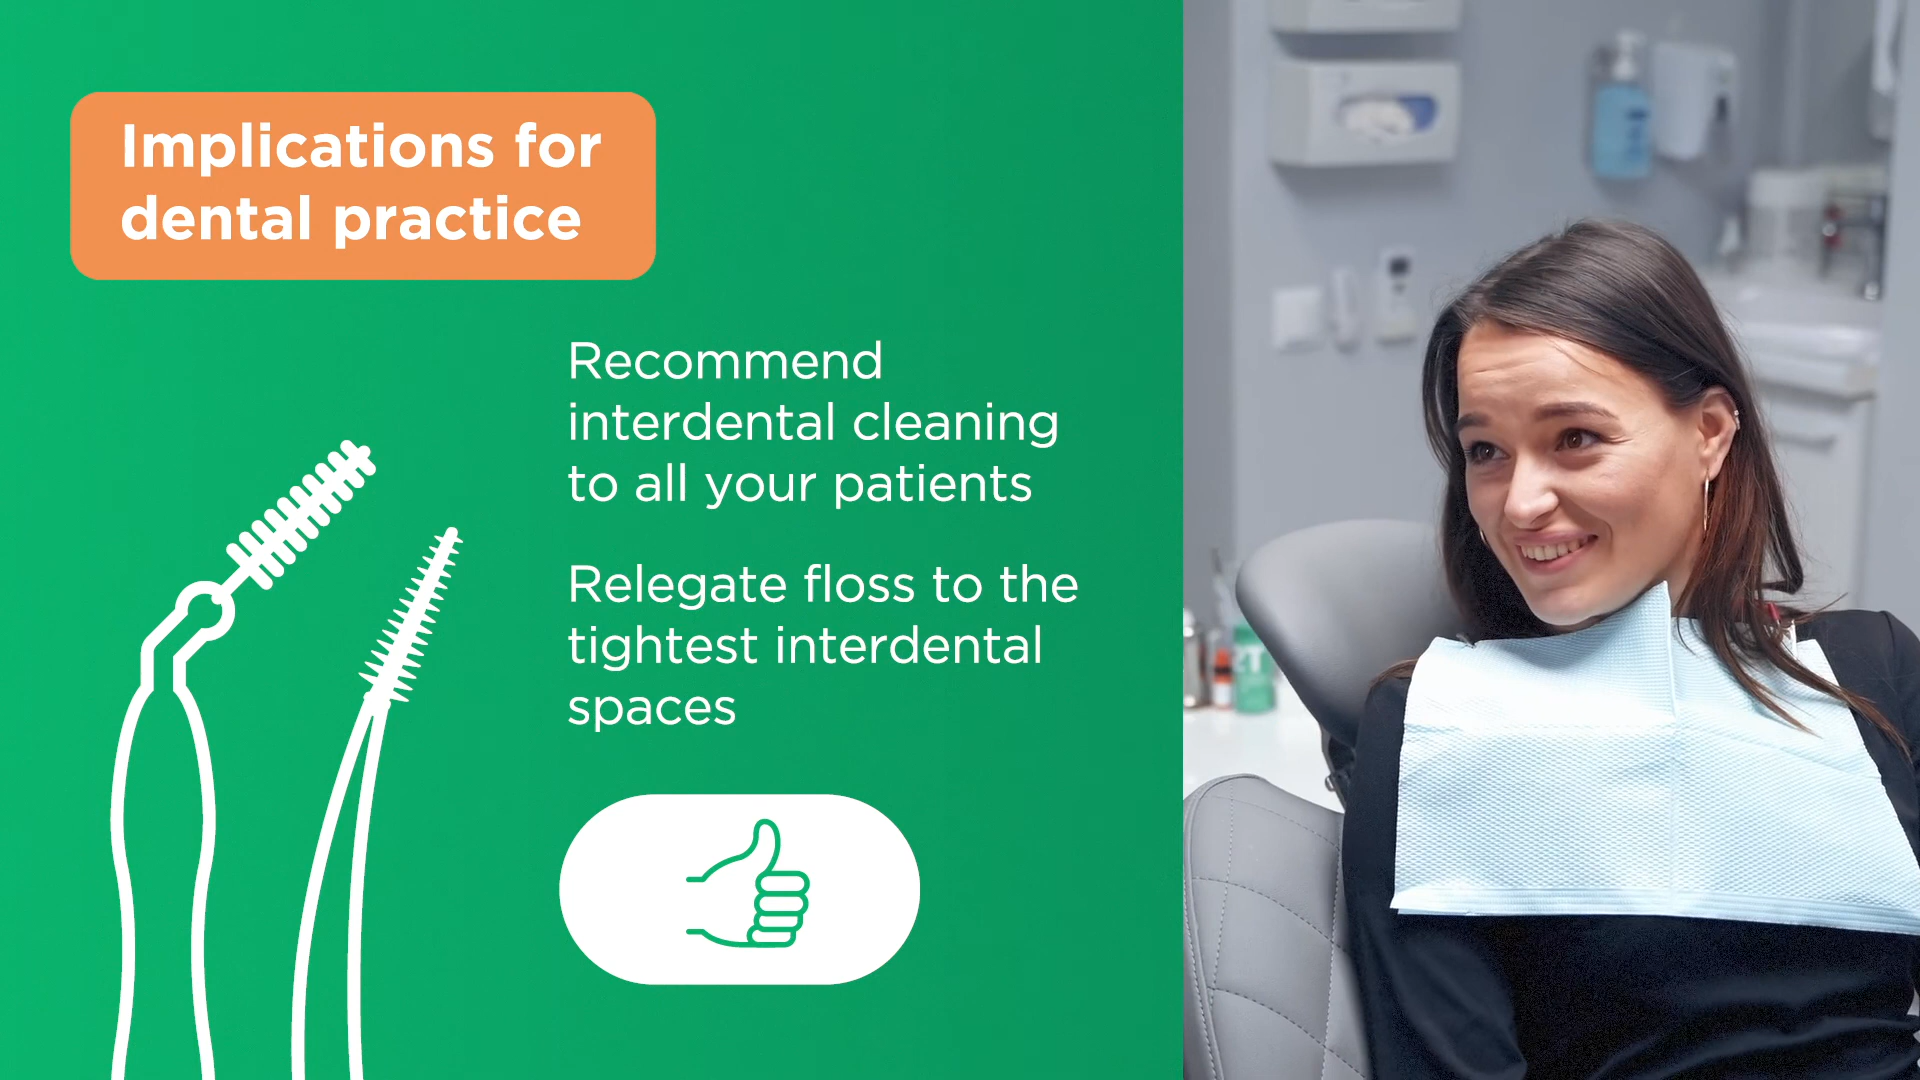 Implications for
dental practice
Recommend
interdental cleaning
to all your patients
Relegate floss to the
tightest interdental
spaces